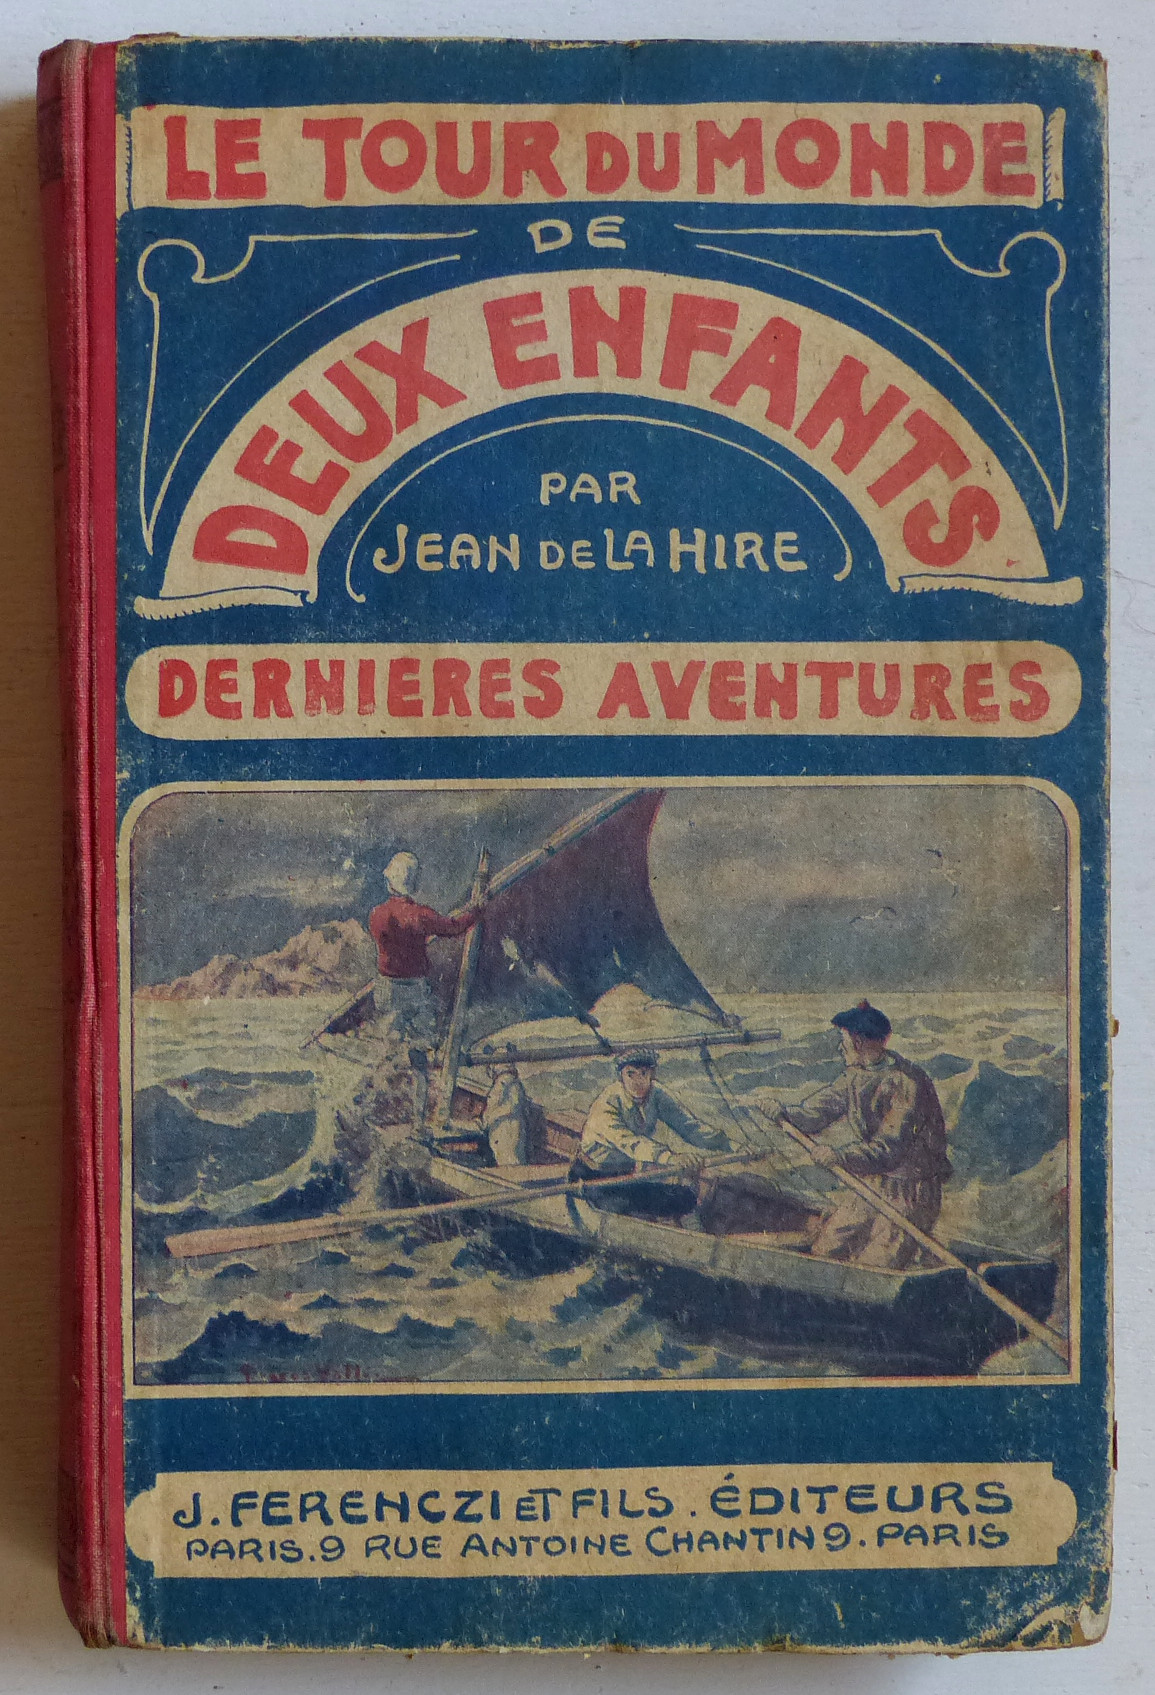 LE TOUR DU MONDE
DE
DEUX ENFANTS
PAR
JEAN DE LA HIRE
DERNIERES AVENTURES
J. FERENCZI ET FILS. ÉDITEURS
PARIS. 9 RUE ANTOINE CHANTIN 9. PARIS